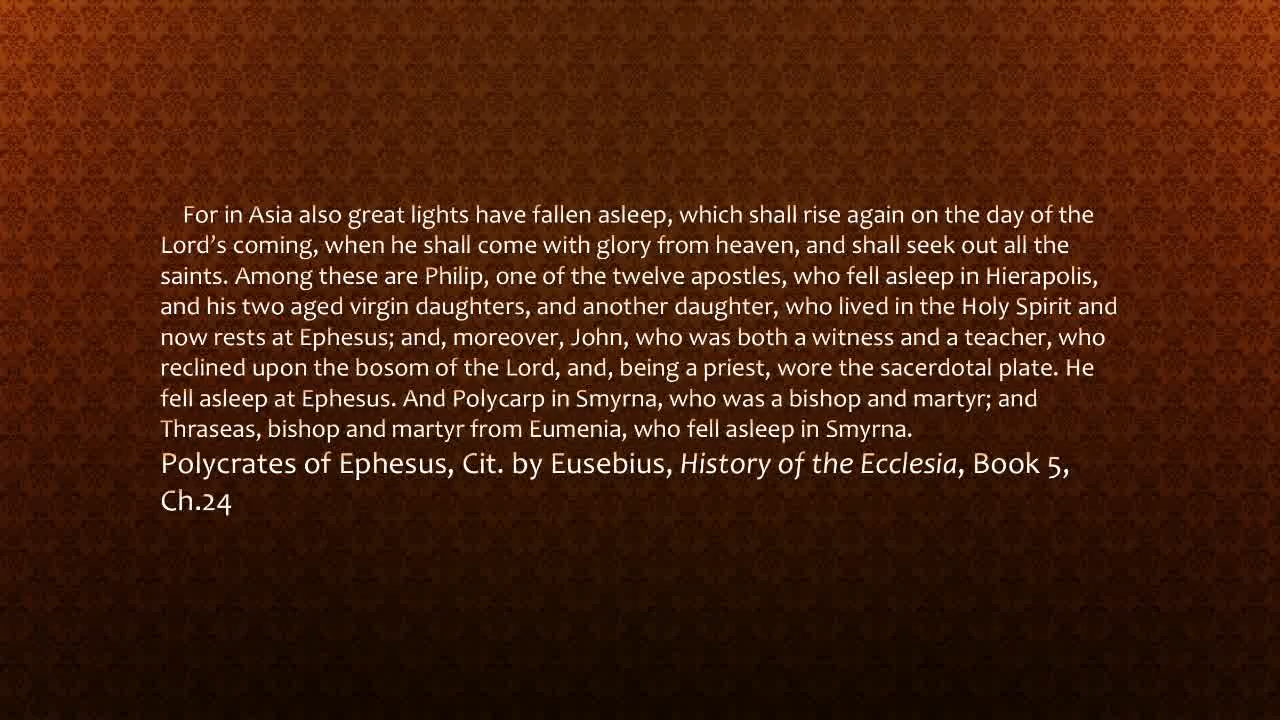 For in Asia also great lights have fallen asleep, which shall rise again on the day of the
Lord’s coming, when he shall come with glory from heaven, and shall seek out all the
saints. Among these are Philip, one of the twelve apostles, who fell asleep in Hierapolis,
and his two aged virgin daughters, and another daughter, who lived in the Holy Spirit and
now rests at Ephesus; and, moreover, John, who was both a witness and a teacher, who
reclined upon the bosom of the Lord, and, being a priest, wore the sacerdotal plate. He
fell asleep at Ephesus. And Polycarp in Smyrna, who was a bishop and martyr; and
Thraseas, bishop and martyr from Eumenia, who fell asleep in Smyrna.
Polycrates of Ephesus, Cit. by Eusebius, History of the Ecclesia, Book 5,
Ch.24